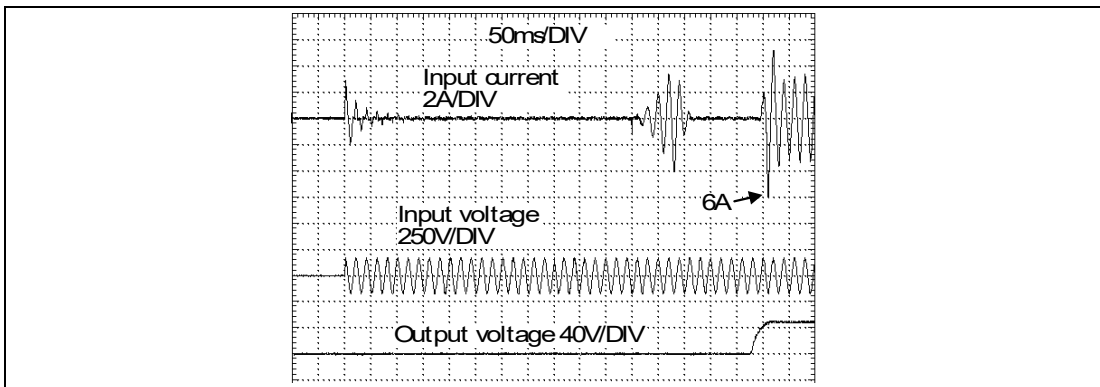 50ms/DIV
Input current
2A/DIV
6A
Input voltage
250V/DIV
Output voltage 40V/DIV